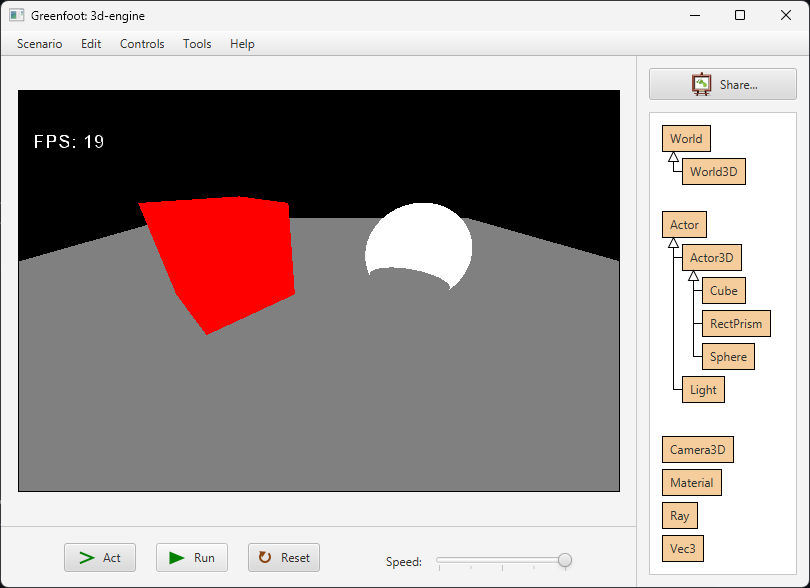 Greenfoot: 3d-engine
Scenario Edit Controls Tools Help
Share...
FPS: 19
World
World3D
Actor
Actor3D
Cube
RectPrism
Sphere
Light
Camera3D
Material
Ray
Vec3
Act Run Reset Speed: